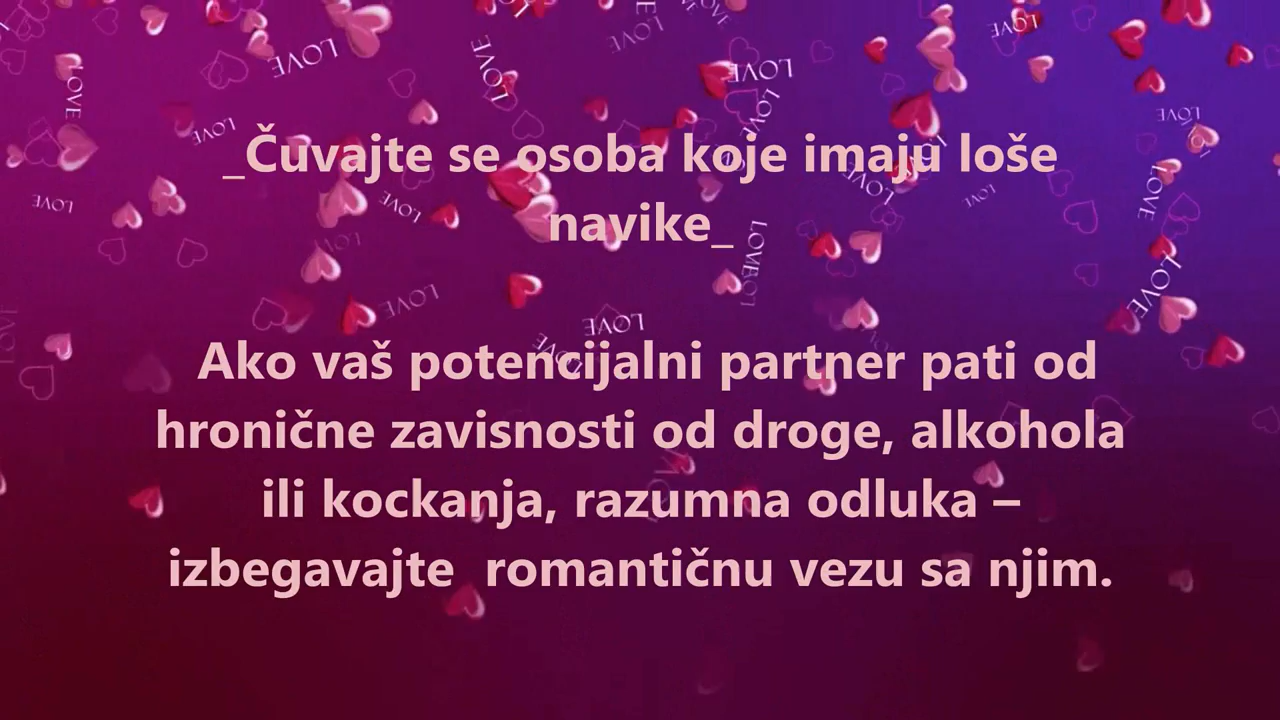 _Čuvajte se osoba koje imaju loše
navike_
Ako vaš potencijalni partner pati od
hronične zavisnosti od droge, alkohola
ili kockanja, razumna odluka –
izbegavajte  romantičnu vezu sa njim.